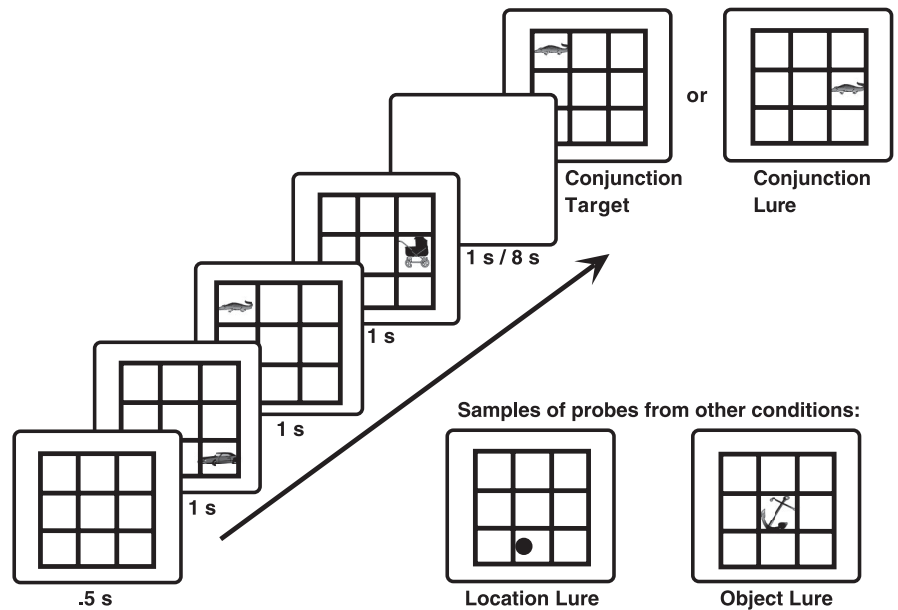 or
Conjunction
Target
Conjunction
Lure
1 s / 8 s
1 s
1 s
1 s
.5 s
Samples of probes from other conditions:
Location Lure
Object Lure